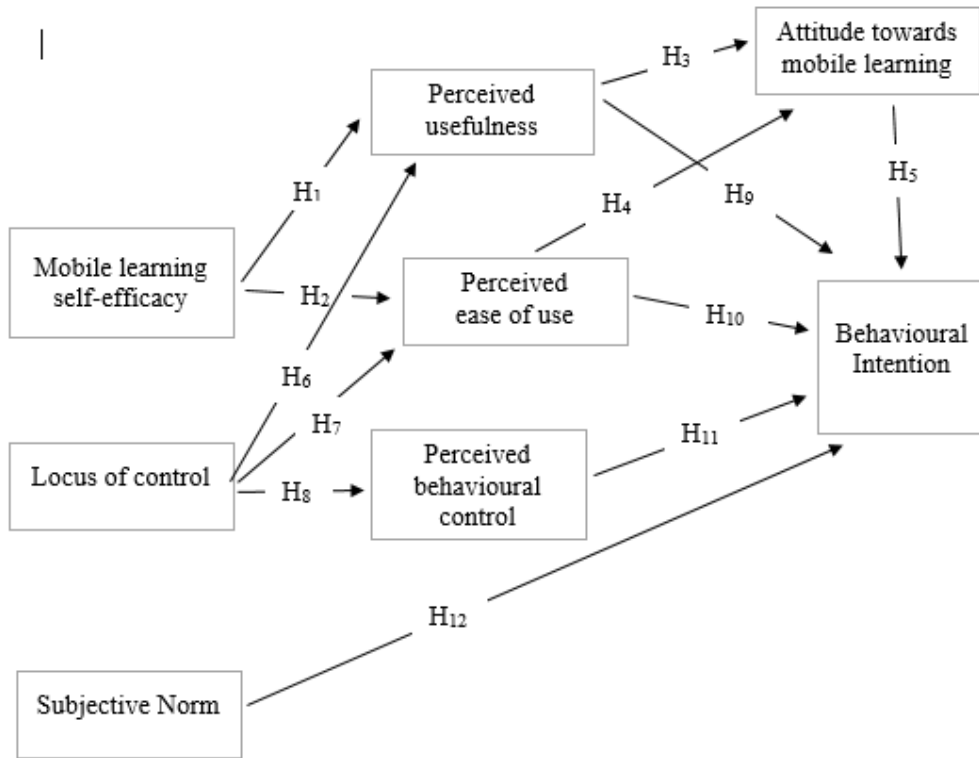 Attitude towards
mobile learning
H₃
Perceived
usefulness
H₅
H₁
H₄
H₉
Mobile learning
self-efficacy
H₂
Perceived
ease of use
H₁₀
Behavioural
Intention
H₆
H₇
H₁₁
Locus of control
H₈
Perceived
behavioural
control
H₁₂
Subjective Norm